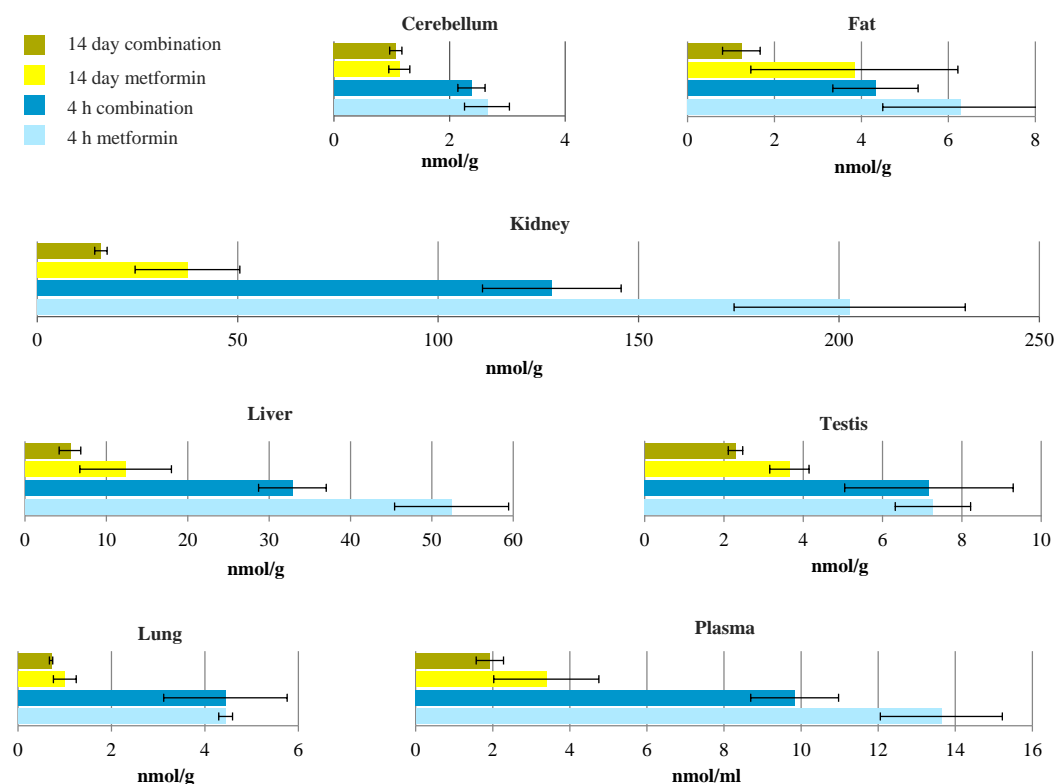 14 day combination
14 day metformin
4 h combination
4 h metformin
Cerebellum
0 2 4
nmol/g
Fat
0 2 4 6 8
nmol/g
Kidney
0 50 100 150 200 250
nmol/g
Liver
0 10 20 30 40 50 60
nmol/g
Testis
0 2 4 6 8 10
nmol/g
Lung
0 2 4 6
nmol/g
Plasma
0 2 4 6 8 10 12 14 16
nmol/ml